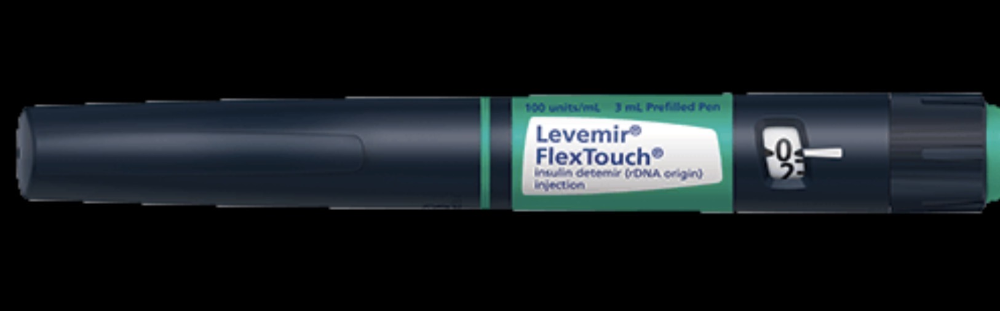 100 units/mL 3 mL Prefilled Pen
Levemir®
FlexTouch®
insulin detemir (rDNA origin)
injection
0
2